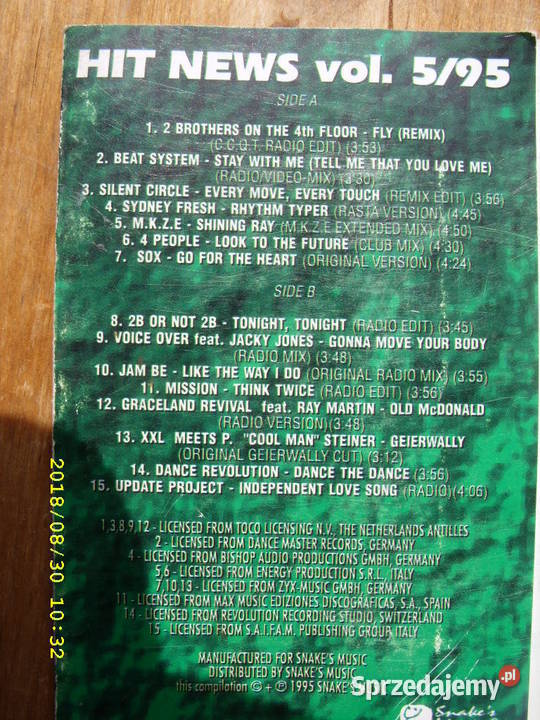 HIT NEWS vol. 5/95
SIDE A
1. 2 BROTHERS ON THE 4th FLOOR - FLY (REMIX)
(C.C.Q.T. RADIO EDIT) (3:53)
2. BEAT SYSTEM - STAY WITH ME (TELL ME THAT YOU LOVE ME)
(RADIO/VIDEO-MIX) (3:30)
3. SILENT CIRCLE - EVERY MOVE, EVERY TOUCH (REMIX EDIT) (3:56)
4. SYDNEY FRESH - RHYTHM TYPER (RASTA VERSION) (4:45)
5. M.K.Z.E - SHINING RAY (M.K.Z.E EXTENDED MIX) (4:50)
6. 4 PEOPLE - LOOK TO THE FUTURE (CLUB MIX) (4:30)
7. SOX - GO FOR THE HEART (ORIGINAL VERSION) (4:24)
SIDE B
8. 2B OR NOT 2B - TONIGHT, TONIGHT (RADIO EDIT) (3:45)
9. VOICE OVER feat. JACKY JONES - GONNA MOVE YOUR BODY
(RADIO MIX) (3:48)
10. JAM BE - LIKE THE WAY I DO (ORIGINAL RADIO MIX) (3:55)
11. MISSION - THINK TWICE (RADIO EDIT) (3:56)
12. GRACELAND REVIVAL feat. RAY MARTIN - OLD McDONALD
(RADIO VERSION)(3:48)
13. XXL MEETS P. "COOL MAN" STEINER - GEIERWALLY
(ORIGINAL GEIERWALLY CUT) (3:12)
14. DANCE REVOLUTION - DANCE THE DANCE (3:56)
15. UPDATE PROJECT - INDEPENDENT LOVE SONG (RADIO)(4:06)
1,3,8,9,12 - LICENSED FROM TOCO LICENSING N.V., THE NETHERLANDS ANTILLES
2 - LICENSED FROM DANCE MASTER RECORDS, GERMANY
4 - LICENSED FROM BISHOP AUDIO PRODUCTIONS GMBH, GERMANY
5,6 - LICENSED FROM ENERGY PRODUCTION S.R.L., ITALY
7,10,13 - LICENSED FROM ZYX-MUSIC GMBH, GERMANY
11 - LICENSED FROM MAX MUSIC EDIZIONES DISCOGRAFICAS, S.A., SPAIN
14 - LICENSED FROM REVOLUTION RECORDING STUDIO, SWITZERLAND
15 - LICENSED FROM S.A.I.F.A.M. PUBLISHING GROUP ITALY
MANUFACTURED FOR SNAKE'S MUSIC
DISTRIBUTED BY SNAKE'S MUSIC
this compilation © + ℗ 1995 SNAKE'S
Snake's
2018/08/30 10:32
Sprzedajemy.pl